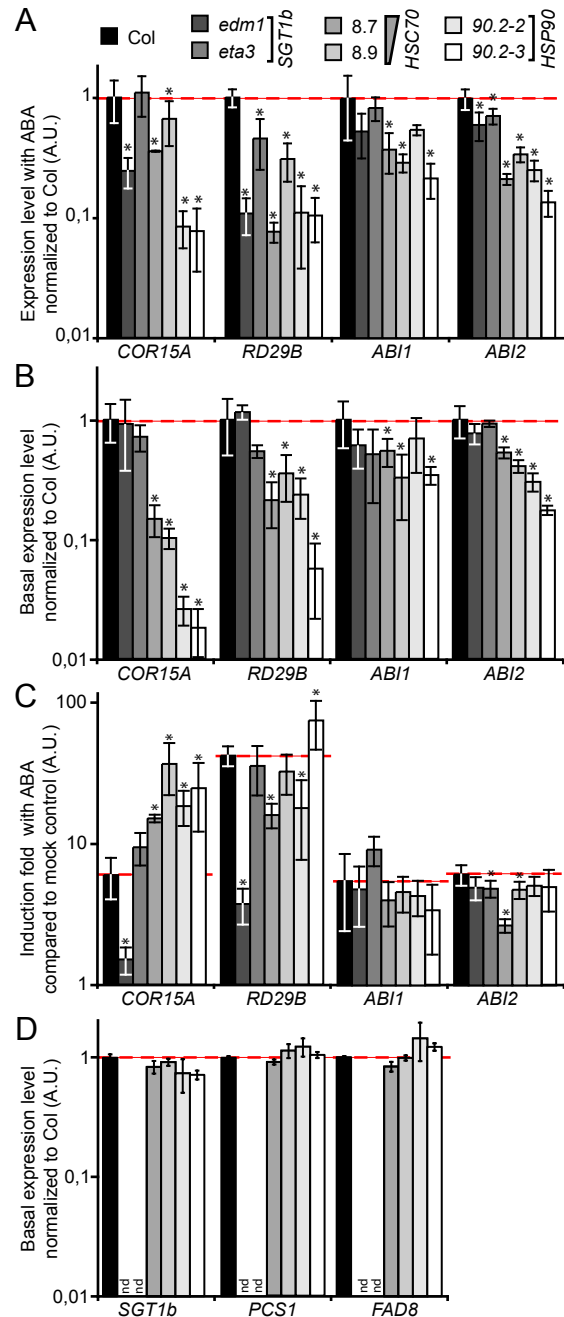 Col
edm1
eta3
SGT1b
8.7
8.9
HSC70
90.2-2
90.2-3
HSP90
A
Expression level with ABA
normalized to Col (A.U.)
1
0.1
0,01
* * * * * * * * * * * * * * * * * * *
COR15A RD29B ABI1 ABI2
B
Basal expression level
normalized to Col (A.U.)
1
0,1
0,01
* * * * * * * * * * * * * * *
COR15A RD29B ABI1 ABI2
C
Induction fold with ABA
compared to mock control (A.U.)
100
10
1
* * * * * * * * * * * *
COR15A RD29B ABI1 ABI2
D
Basal expression level
normalized to Col (A.U.)
1
0,1
0,01
nd nd nd nd nd nd
SGT1b PCS1 FAD8